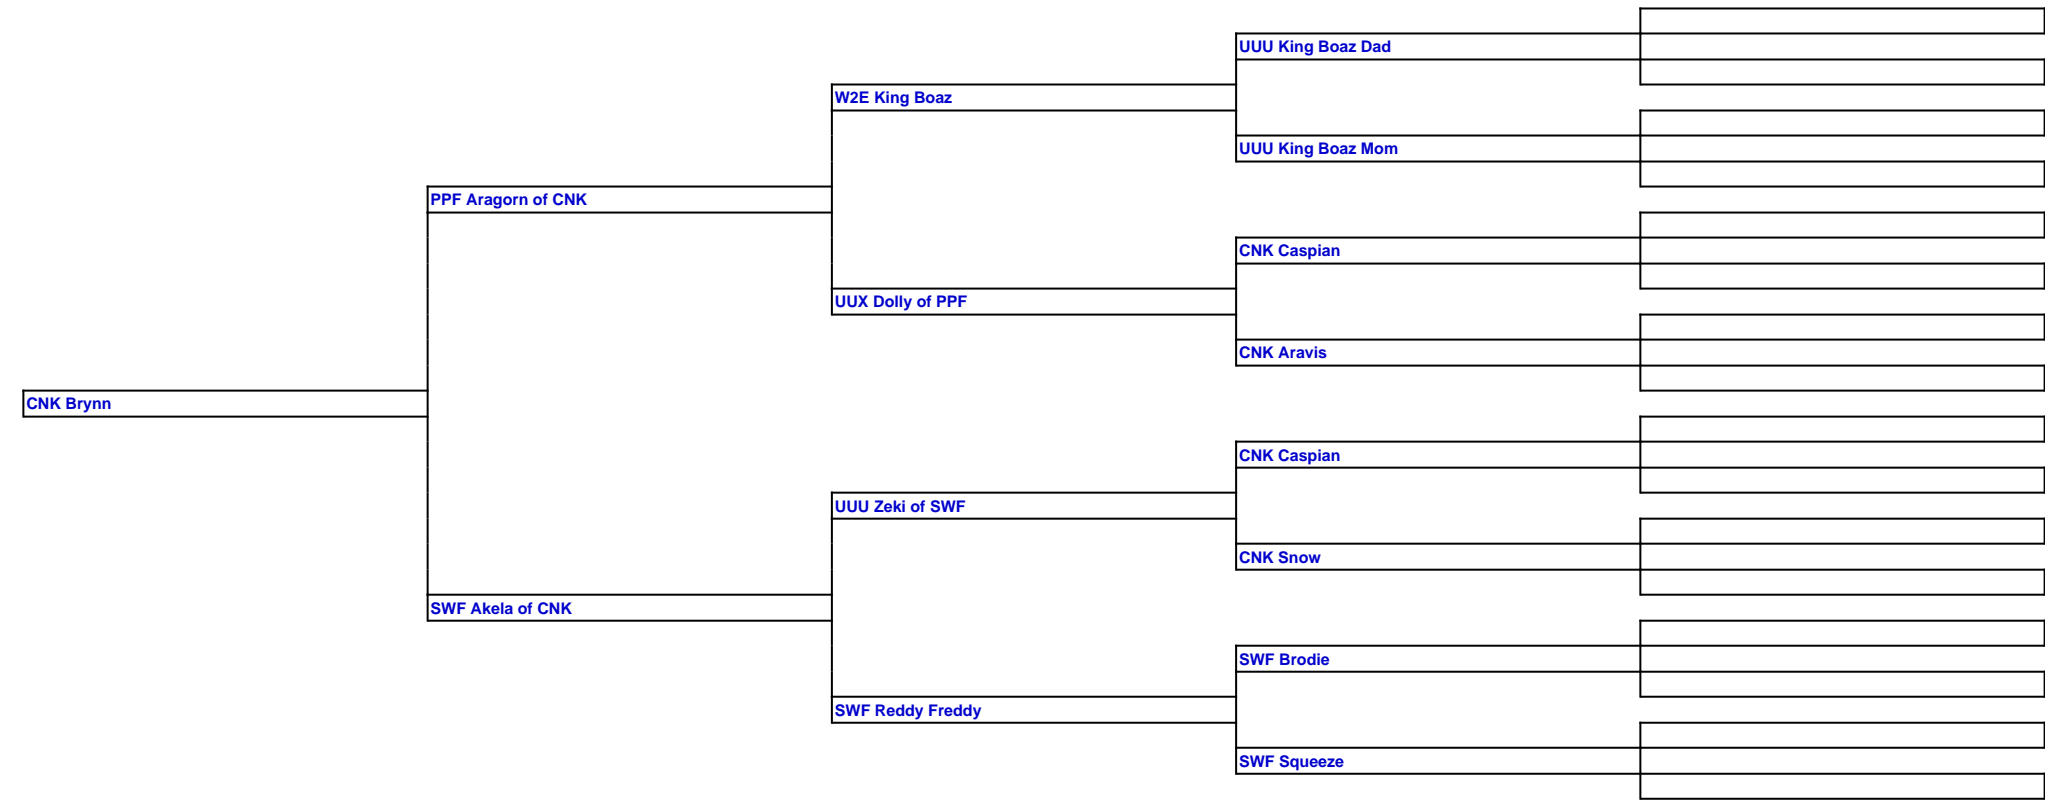 UUU King Boaz Dad
W2E King Boaz
UUU King Boaz Mom
PPF Aragorn of CNK
CNK Caspian
UUX Dolly of PPF
CNK Aravis
CNK Brynn
CNK Caspian
UUU Zeki of SWF
CNK Snow
SWF Akela of CNK
SWF Brodie
SWF Reddy Freddy
SWF Squeeze